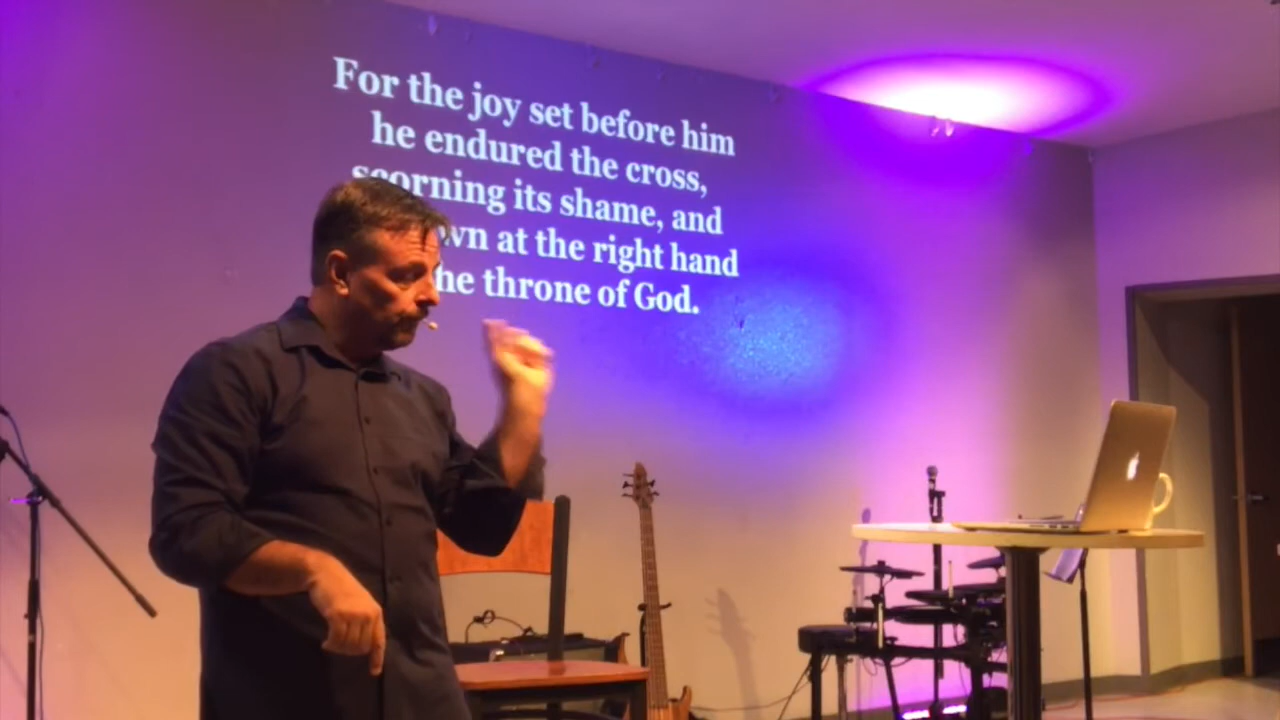 For the joy set before him
he endured the cross,
scorning its shame, and
at the right hand
throne of God.